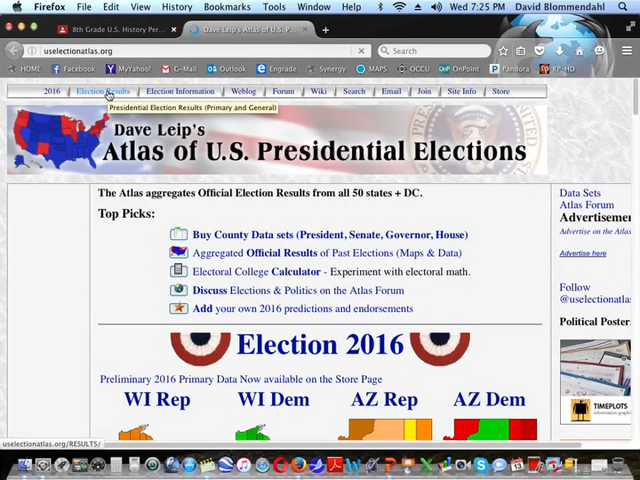 Firefox File Edit View History Bookmarks Tools Window Help Wed 7:25 PM David Blommendahl
8th Grade U.S. History Per... × Dave Leip's Atlas of U.S. P... × +
uselectionatlas.org Search
HOME Facebook MyYahoo! G-Mail Outlook Engrade Synergy MAPS OCCU OnPoint Pandora RP-HD
2016 Election Results Election Information Weblog Forum Wiki Search Email Join Site Info Store
Presidential Election Results (Primary and General)
Dave Leip's
Atlas of U.S. Presidential Elections
The Atlas aggregates Official Election Results from all 50 states + DC.
Top Picks:
Buy County Data sets (President, Senate, Governor, House)
Aggregated Official Results of Past Elections (Maps & Data)
Electoral College Calculator - Experiment with electoral math.
Discuss Elections & Politics on the Atlas Forum
Add your own 2016 predictions and endorsements
Election 2016
Preliminary 2016 Primary Data Now available on the Store Page
WI Rep WI Dem AZ Rep AZ Dem
Data Sets
Atlas Forum
Advertisemen
Advertise on the Atlas
Advertise here
Follow
@uselectionatlas
Political Poster
TIMEPLOTS
uselectionatlas.org/RESULTS/